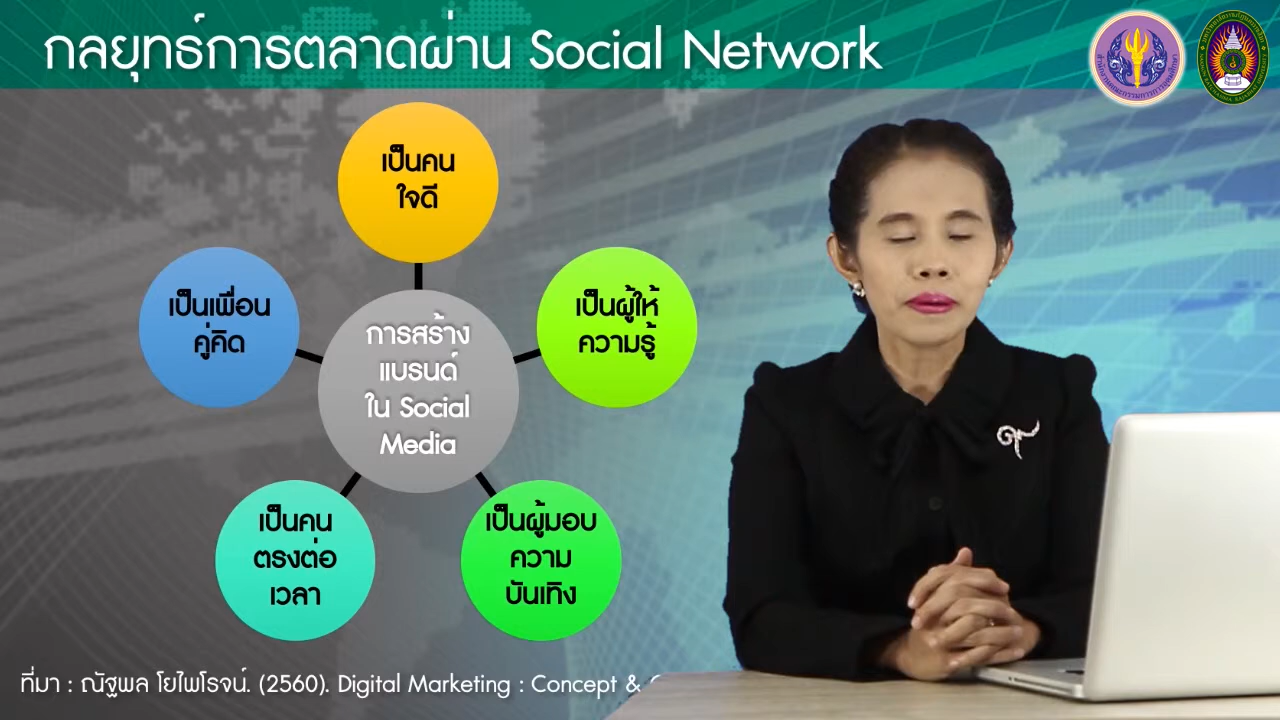 กลยุทธ์การตลาดผ่าน Social Network
เป็นคน
ใจดี
เป็นเพื่อน
คู่คิด
เป็นผู้ให้
ความรู้
การสร้าง
แบรนด์
ใน Social
Media
เป็นคน
ตรงต่อ
เวลา
เป็นผู้มอบ
ความ
บันเทิง
ที่มา : ณัฐพล โยไพโรจน์. (2560). Digital Marketing : Concept &